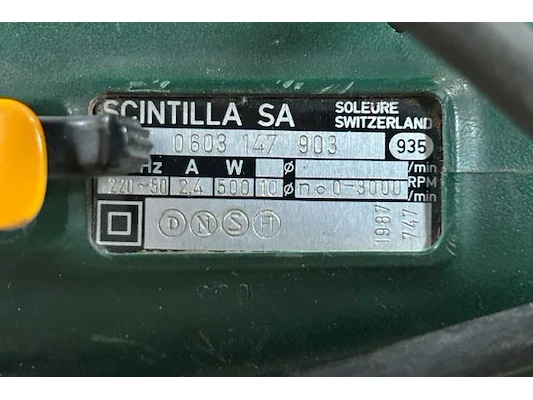 SCINTILLA SA
SOLEURE
SWITZERLAND
0603 147 903
935
Hz A W ø /min
220~50 2,4 500 10 ø n₀ 0-3000 RPM
/min
D N S H
1987
747